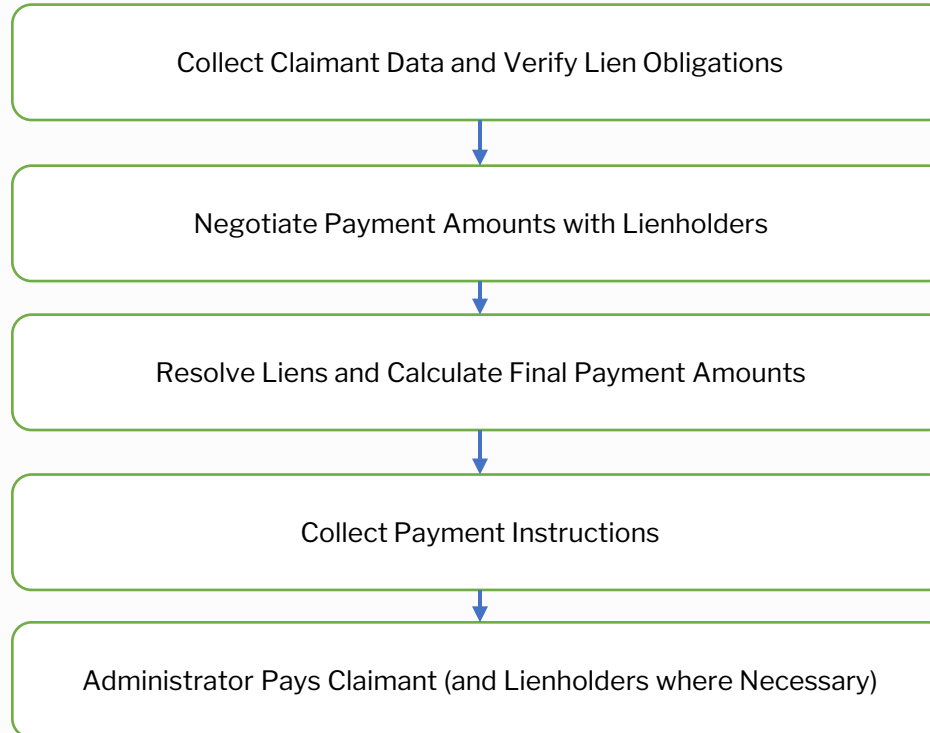 Collect Claimant Data and Verify Lien Obligations
Negotiate Payment Amounts with Lienholders
Resolve Liens and Calculate Final Payment Amounts
Collect Payment Instructions
Administrator Pays Claimant (and Lienholders where Necessary)